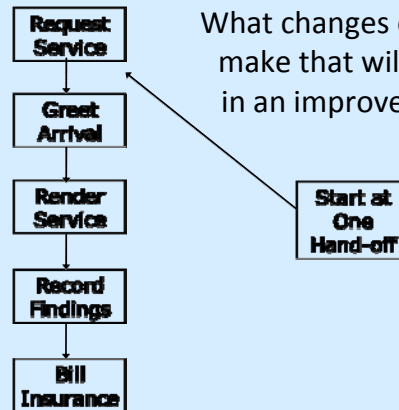 Request
Service
What changes
make that wil
in an improve
Greet
Arrival
Render
Service
Start at
One
Hand-off
Record
Findings
Bill
Insurance